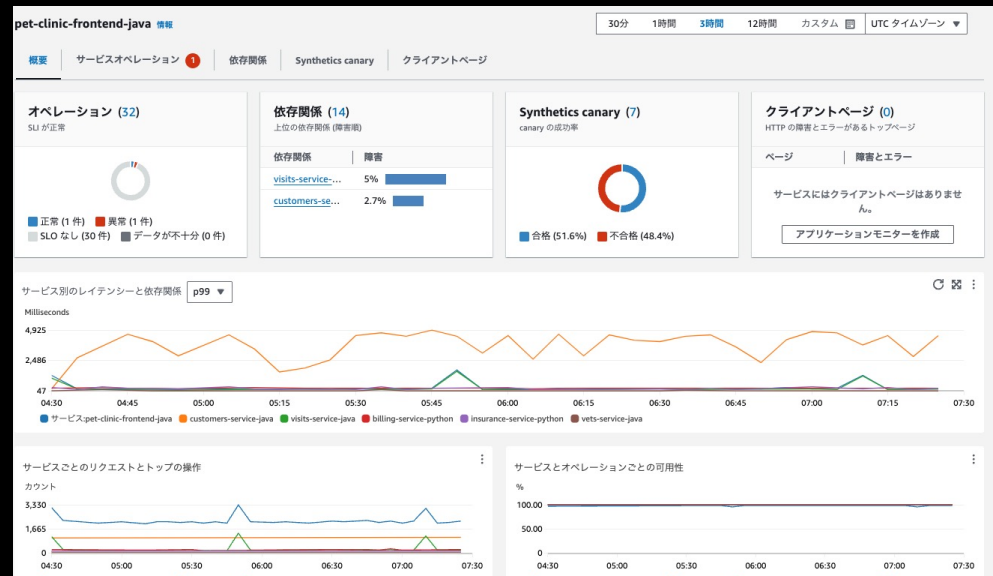 pet-clinic-frontend-java 情報
30分 1時間 3時間 12時間 カスタム UTC タイムゾーン ▼
概要 サービスオペレーション 1 依存関係 Synthetics canary クライアントページ
オペレーション (32)
SLI が正常
正常 (1 件) 異常 (1 件)
SLO なし (30 件) データが不十分 (0 件)
依存関係 (14)
上位の依存関係 (障害順)
依存関係 障害
visits-service-... 5%
customers-se... 2.7%
Synthetics canary (7)
canary の成功率
合格 (51.6%) 不合格 (48.4%)
クライアントページ (0)
HTTP の障害とエラーがあるトップページ
ページ 障害とエラー
サービスにはクライアントページはありませ
ん。
アプリケーションモニターを作成
サービス別のレイテンシーと依存関係 p99 ▼
Milliseconds
4,925
2,486
47
04:30 04:45 05:00 05:15 05:30 05:45 06:00 06:15 06:30 06:45 07:00 07:15 07:30
サービス:pet-clinic-frontend-java customers-service-java visits-service-java billing-service-python insurance-service-python vets-service-java
サービスごとのリクエストとトップの操作
カウント
3,330
1,665
0
04:30 05:00 05:30 06:00 06:30 07:00 07:30
サービスとオペレーションごとの可用性
%
100.00
50.00
0
04:30 05:00 05:30 06:00 06:30 07:00 07:30